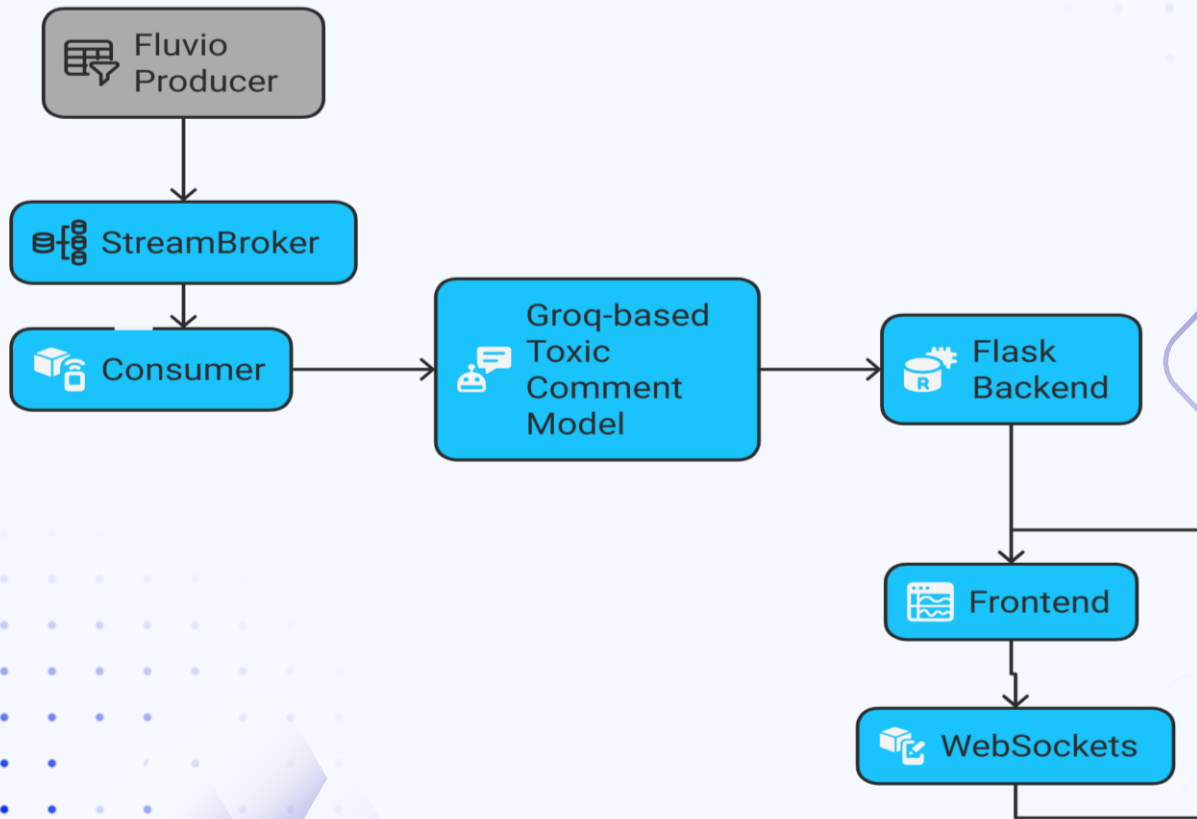 Fluvio
Producer
StreamBroker
Consumer
Groq-based
Toxic
Comment
Model
Flask
Backend
R
Frontend
WebSockets